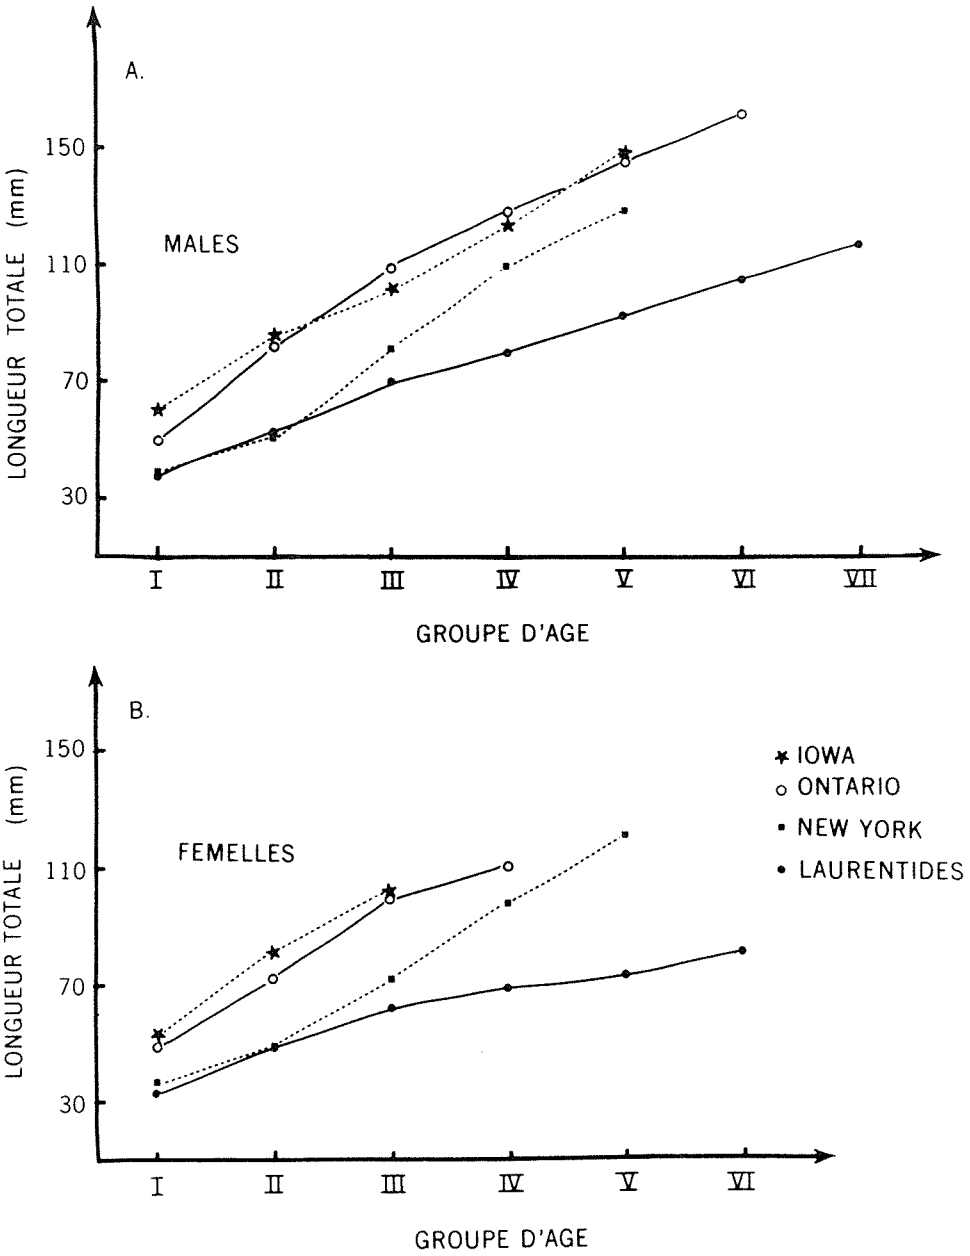 A.
LONGUEUR TOTALE (mm)
150
110
70
30
MALES
I II III IV V VI VII
GROUPE D'AGE
B.
LONGUEUR TOTALE (mm)
150
110
70
30
FEMELLES
IOWA
ONTARIO
NEW YORK
LAURENTIDES
I II III IV V VI
GROUPE D'AGE